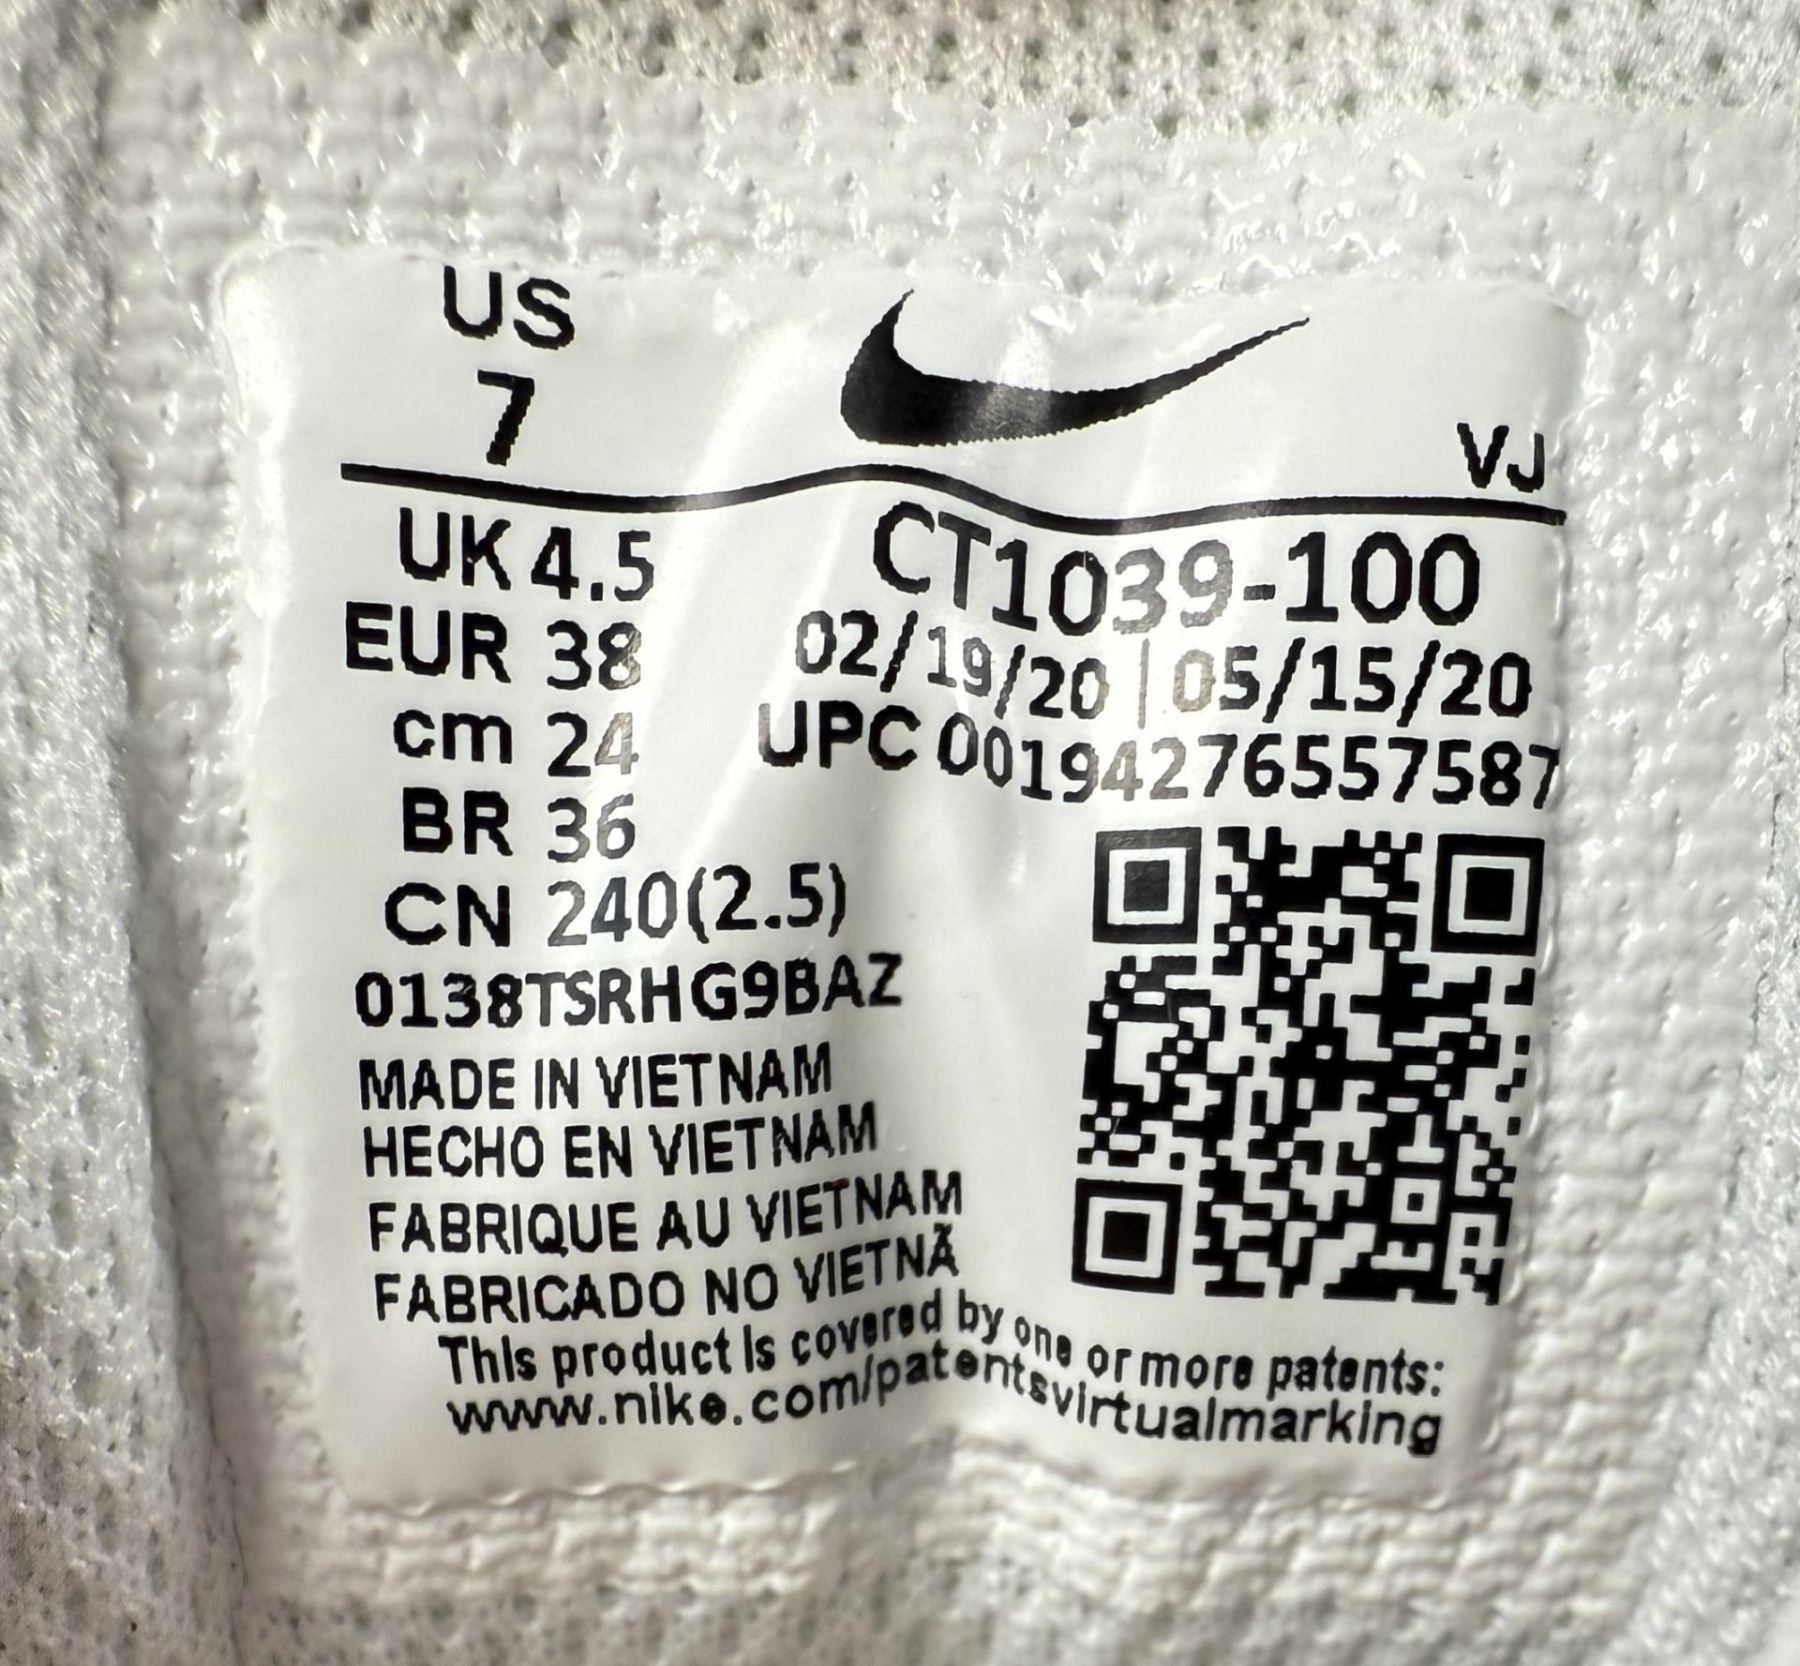 US
7
VJ
UK 4.5
EUR 38
cm 24
BR 36
CN 240(2.5)
CT1039-100
02/19/20 | 05/15/20
UPC 00194276557587
0138TSRHG9BAZ
MADE IN VIETNAM
HECHO EN VIETNAM
FABRIQUE AU VIETNAM
FABRICADO NO VIETNÃ
This product is covered by one or more patents:
www.nike.com/patentsvirtualmarking